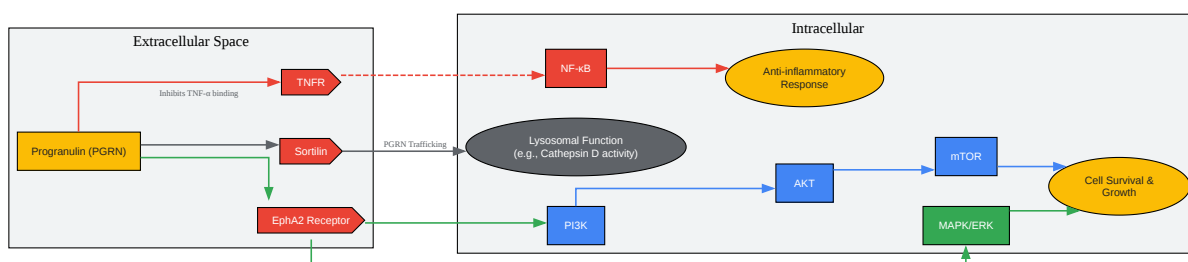 Extracellular Space
Intracellular
TNFR
NF-κB
Anti-inflammatory
Response
Inhibits TNF-α binding
Progranulin (PGRN)
Sortilin
PGRN Trafficking
Lysosomal Function
(e.g., Cathepsin D activity)
mTOR
AKT
Cell Survival &
Growth
EphA2 Receptor
PI3K
MAPK/ERK